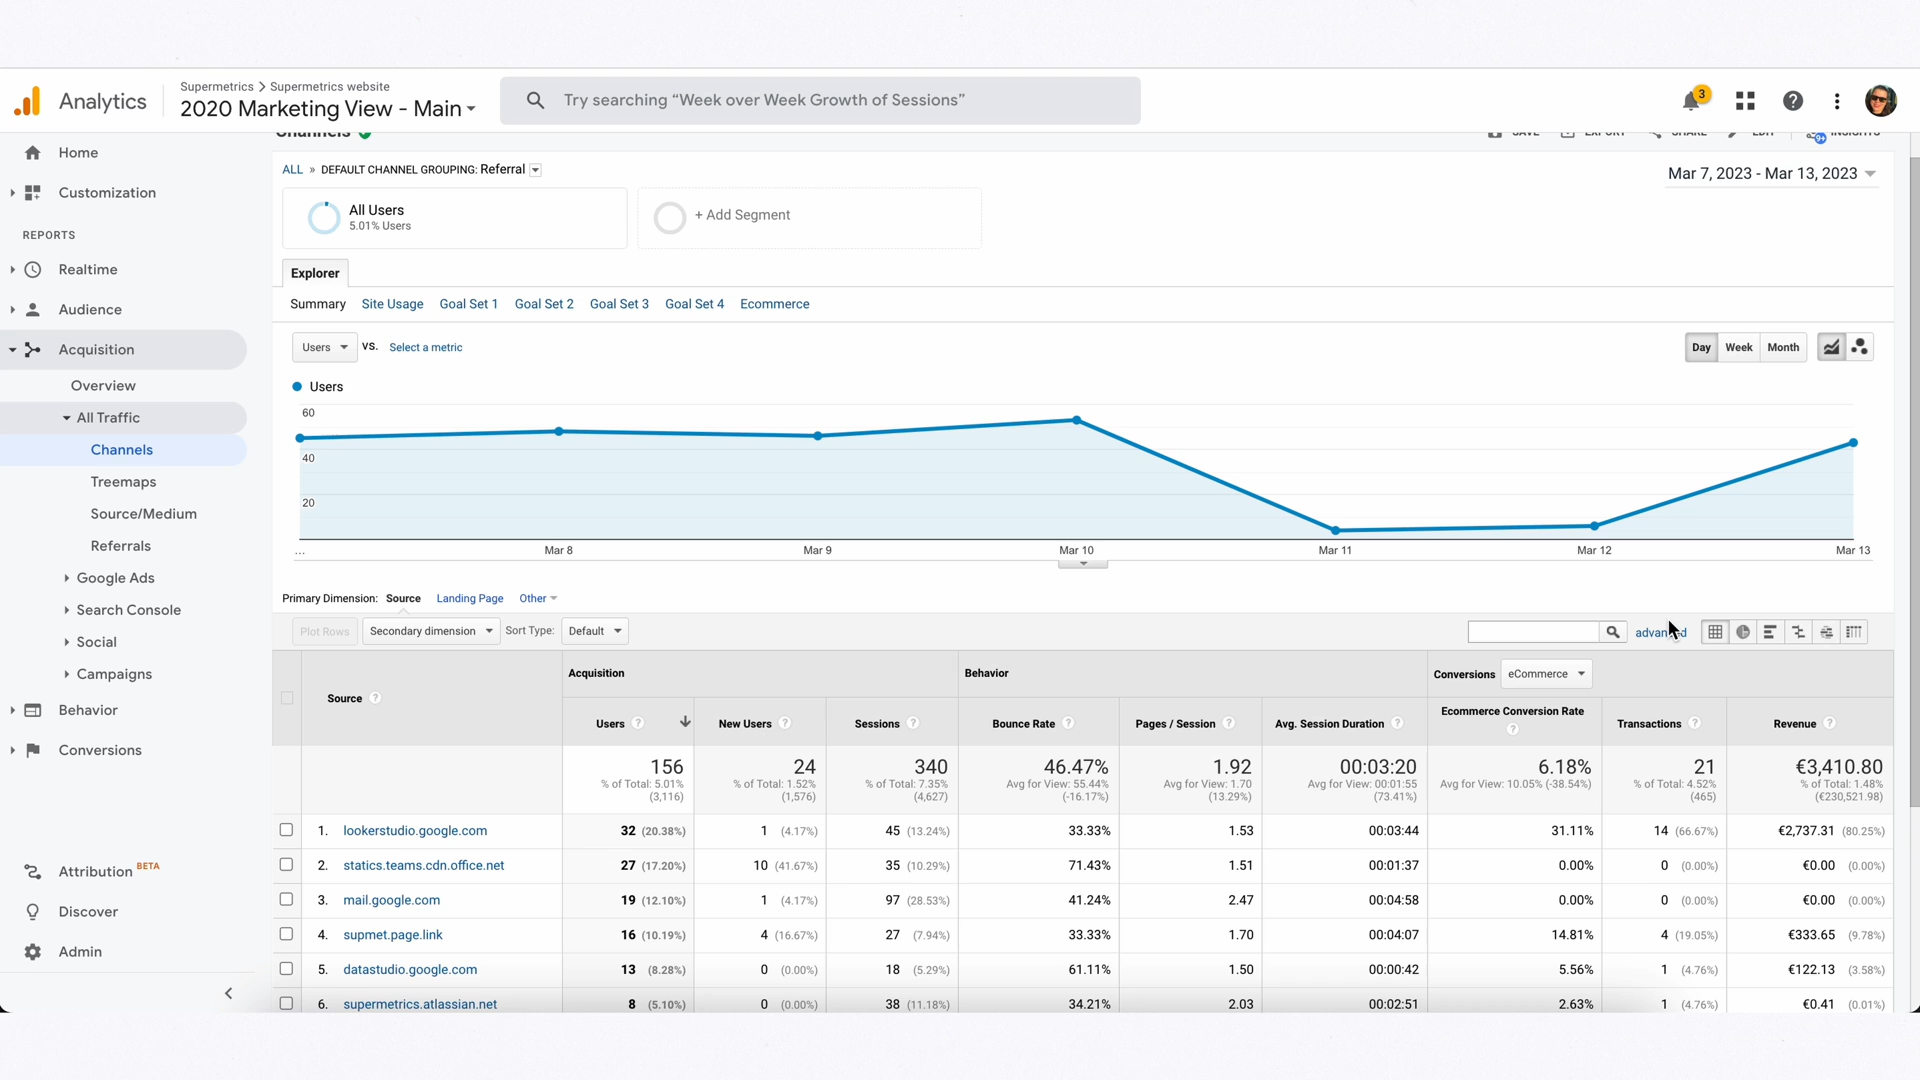 Analytics
Supermetrics > Supermetrics website
2020 Marketing View - Main
Try searching “Week over Week Growth of Sessions”
3
Home
Customization
REPORTS
Realtime
Audience
Acquisition
Overview
All Traffic
Channels
Treemaps
Source/Medium
Referrals
Google Ads
Search Console
Social
Campaigns
Behavior
Conversions
Attribution BETA
Discover
Admin
Channels
SAVE EXPORT SHARE EDIT INSIGHTS
ALL » DEFAULT CHANNEL GROUPING: Referral
Mar 7, 2023 - Mar 13, 2023
All Users
5.01% Users
+ Add Segment
Explorer
Summary Site Usage Goal Set 1 Goal Set 2 Goal Set 3 Goal Set 4 Ecommerce
Users VS. Select a metric
Day Week Month
Users
60
40
20
... Mar 8 Mar 9 Mar 10 Mar 11 Mar 12 Mar 13
Primary Dimension: Source Landing Page Other
Plot Rows Secondary dimension Sort Type: Default advanced
Source ? Acquisition Behavior Conversions eCommerce
Users ? New Users ? Sessions ? Bounce Rate ? Pages / Session ? Avg. Session Duration ? Ecommerce Conversion Rate ? Transactions ? Revenue ?
156 24 340 46.47% 1.92 00:03:20 6.18% 21 €3,410.80
% of Total: 5.01% % of Total: 1.52% % of Total: 7.35% Avg for View: 55.44% Avg for View: 1.70 Avg for View: 00:01:55 Avg for View: 10.05% (-38.54%) % of Total: 4.52% % of Total: 1.48%
(3,116) (1,576) (4,627) (-16.17%) (13.29%) (73.41%) (465) (€230,521.98)
1. lookerstudio.google.com 32 (20.38%) 1 (4.17%) 45 (13.24%) 33.33% 1.53 00:03:44 31.11% 14 (66.67%) €2,737.31 (80.25%)
2. statics.teams.cdn.office.net 27 (17.20%) 10 (41.67%) 35 (10.29%) 71.43% 1.51 00:01:37 0.00% 0 (0.00%) €0.00 (0.00%)
3. mail.google.com 19 (12.10%) 1 (4.17%) 97 (28.53%) 41.24% 2.47 00:04:58 0.00% 0 (0.00%) €0.00 (0.00%)
4. supmet.page.link 16 (10.19%) 4 (16.67%) 27 (7.94%) 33.33% 1.70 00:04:07 14.81% 4 (19.05%) €333.65 (9.78%)
5. datastudio.google.com 13 (8.28%) 0 (0.00%) 18 (5.29%) 61.11% 1.50 00:00:42 5.56% 1 (4.76%) €122.13 (3.58%)
6. supermetrics.atlassian.net 8 (5.10%) 0 (0.00%) 38 (11.18%) 34.21% 2.03 00:02:51 2.63% 1 (4.76%) €0.41 (0.01%)